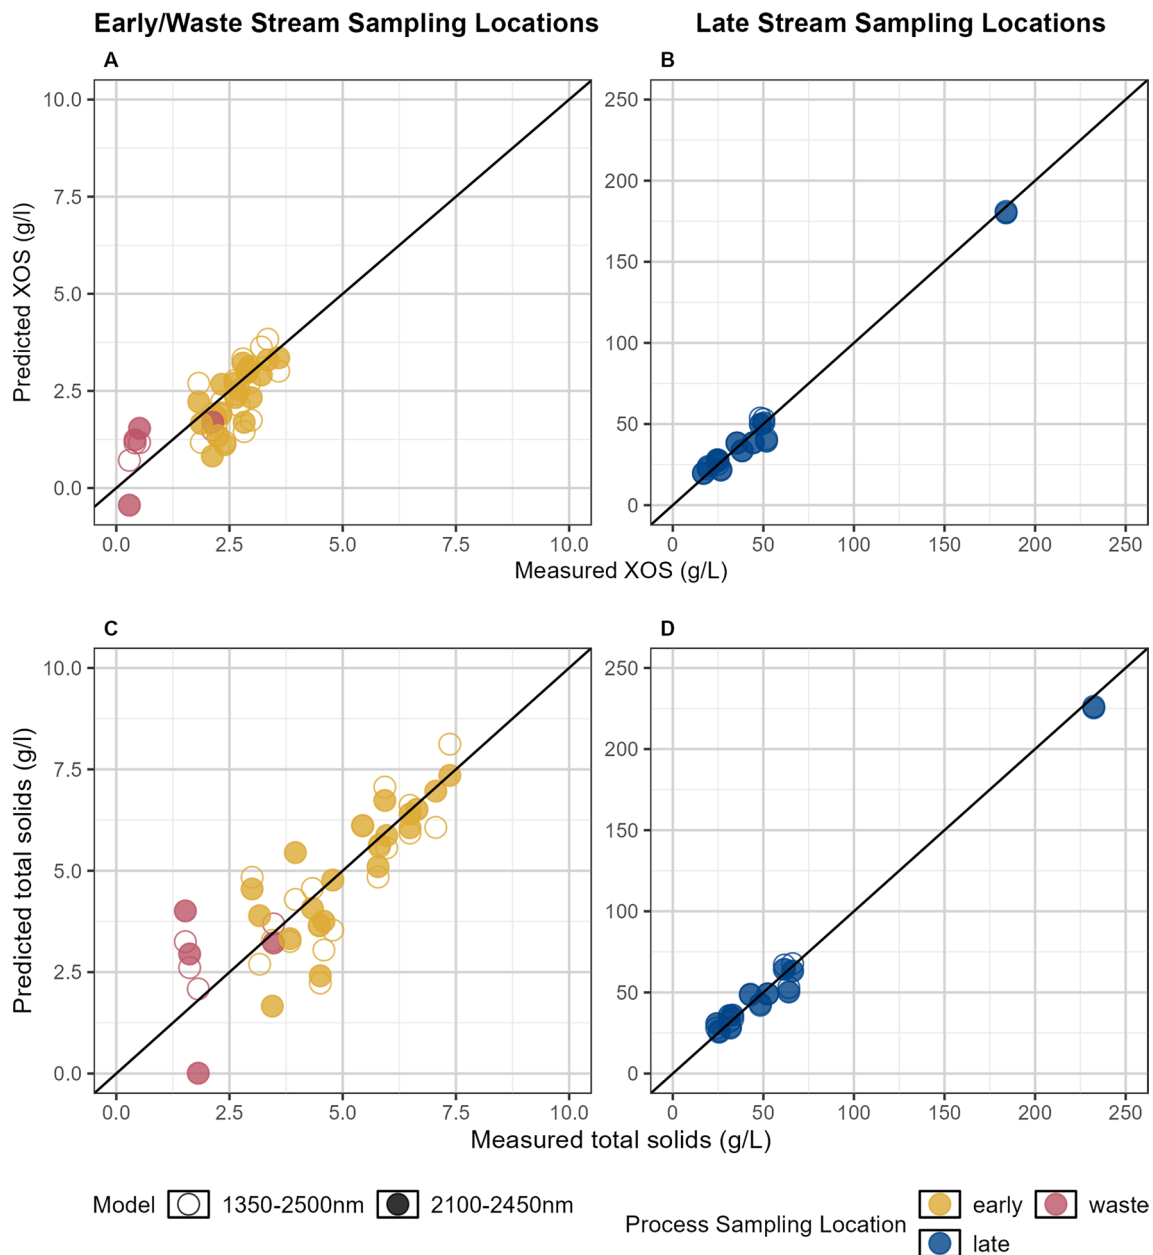 Early/Waste Stream Sampling Locations
Late Stream Sampling Locations
A
10.0
7.5
5.0
2.5
0.0
Predicted XOS (g/l)
0.0 2.5 5.0 7.5 10.0
B
250
200
150
100
50
0
0 50 100 150 200 250
Measured XOS (g/L)
C
10.0
7.5
5.0
2.5
0.0
Predicted total solids (g/l)
0.0 2.5 5.0 7.5 10.0
D
250
200
150
100
50
0
0 50 100 150 200 250
Measured total solids (g/L)
Model 1350-2500nm 2100-2450nm
Process Sampling Location early waste
late